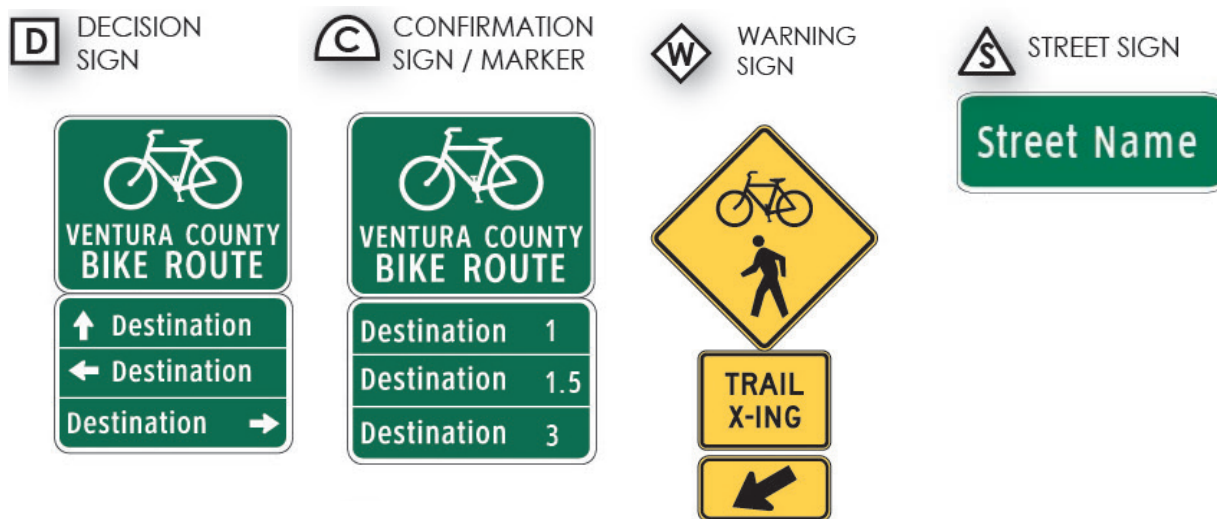 D DECISION
SIGN
C CONFIRMATION
SIGN / MARKER
W WARNING
SIGN
S STREET SIGN
VENTURA COUNTY
BIKE ROUTE
Destination
Destination
Destination
VENTURA COUNTY
BIKE ROUTE
Destination 1
Destination 1.5
Destination 3
TRAIL
X-ING
Street Name